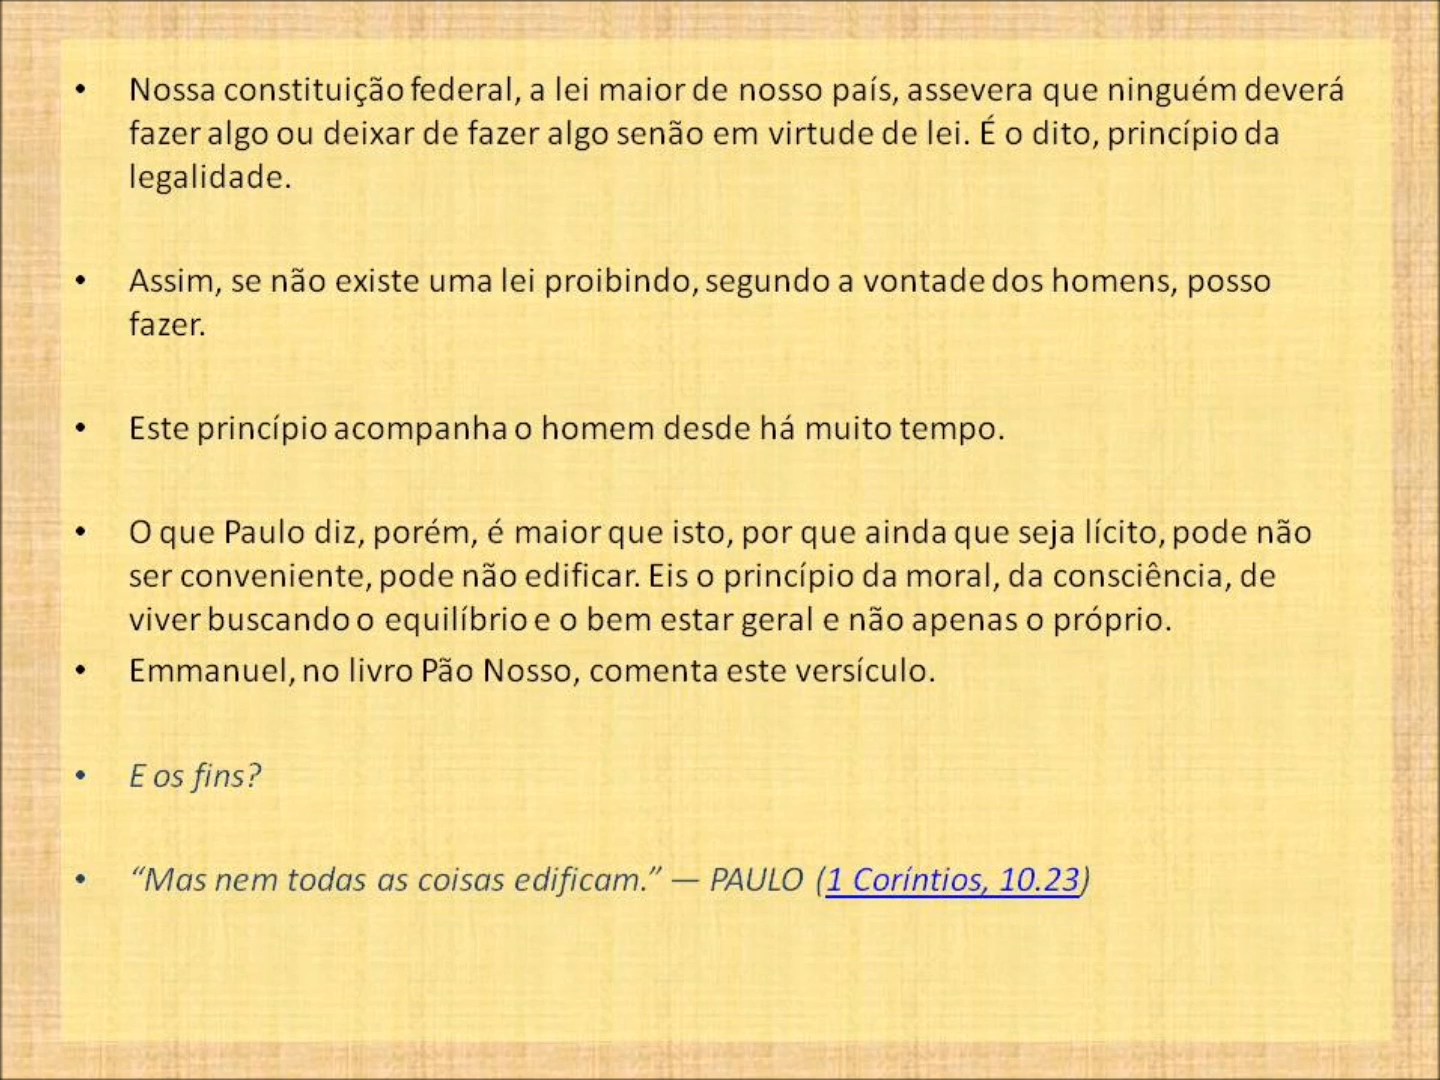 • Nossa constituição federal, a lei maior de nosso país, assevera que ninguém deverá
fazer algo ou deixar de fazer algo senão em virtude de lei. É o dito, princípio da
legalidade.
• Assim, se não existe uma lei proibindo, segundo a vontade dos homens, posso
fazer.
• Este princípio acompanha o homem desde há muito tempo.
• O que Paulo diz, porém, é maior que isto, por que ainda que seja lícito, pode não
ser conveniente, pode não edificar. Eis o princípio da moral, da consciência, de
viver buscando o equilíbrio e o bem estar geral e não apenas o próprio.
• Emmanuel, no livro Pão Nosso, comenta este versículo.
• E os fins?
• “Mas nem todas as coisas edificam.” — PAULO (1 Coríntios, 10.23)